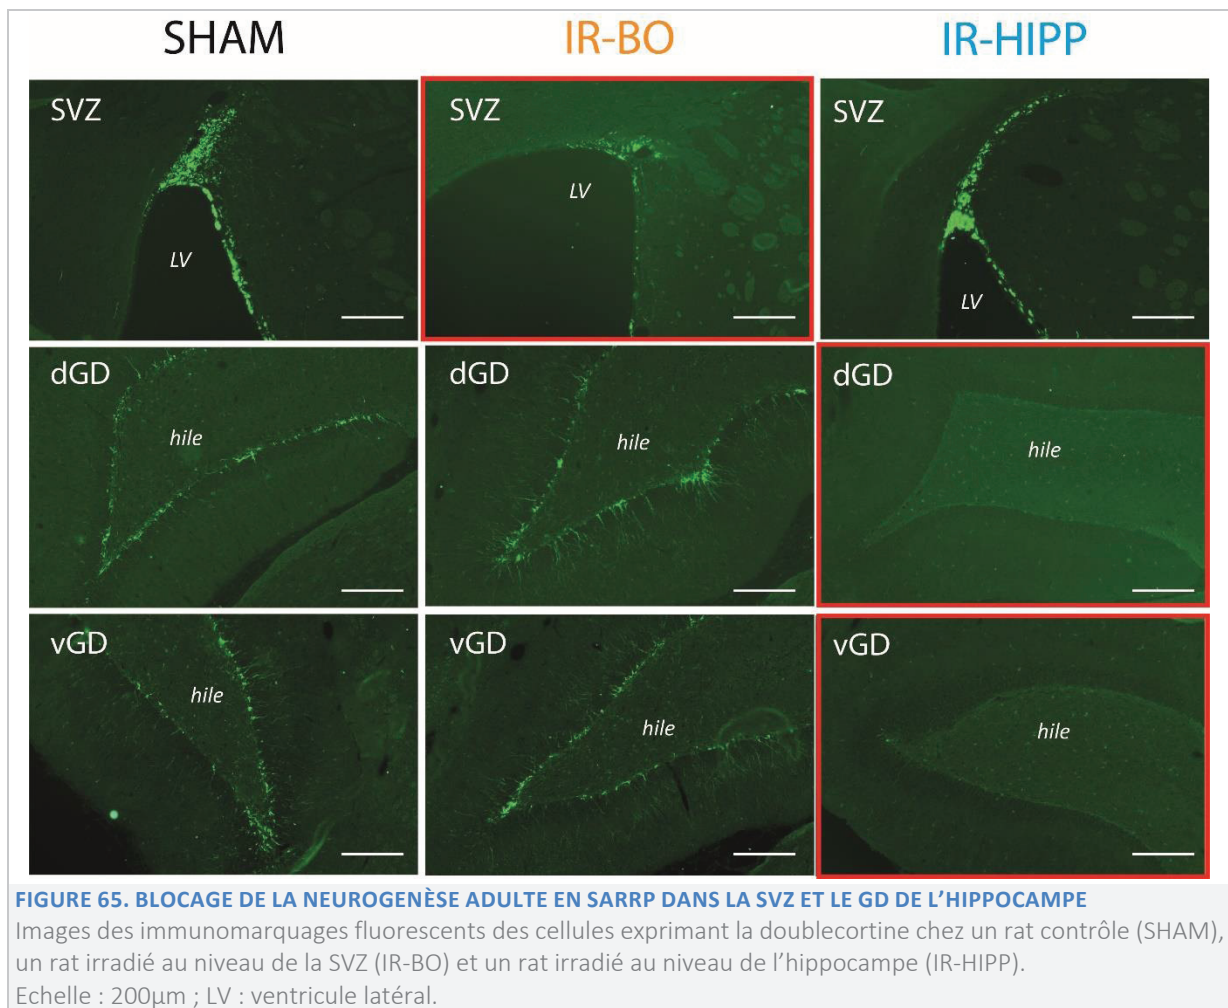 SHAM IR-BO IR-HIPP
SVZ SVZ SVZ
LV LV LV
dGD dGD dGD
hile hile hile
vGD vGD vGD
hile hile hile
FIGURE 65. BLOCAGE DE LA NEUROGENÈSE ADULTE EN SARRP DANS LA SVZ ET LE GD DE L’HIPPOCAMPE
Images des immunomarquages fluorescents des cellules exprimant la doublecortine chez un rat contrôle (SHAM),
un rat irradié au niveau de la SVZ (IR-BO) et un rat irradié au niveau de l’hippocampe (IR-HIPP).
Echelle : 200µm ; LV : ventricule latéral.